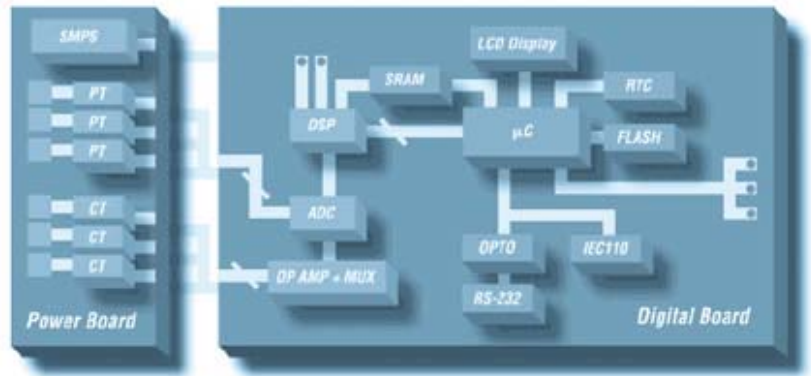 SMPS
PT
PT
PT
CT
CT
CT
Power Board
LCD Display
SRAM
RTC
DSP
µC
FLASH
ADC
OPTO
IEC110
OP AMP + MUX
RS-232
Digital Board